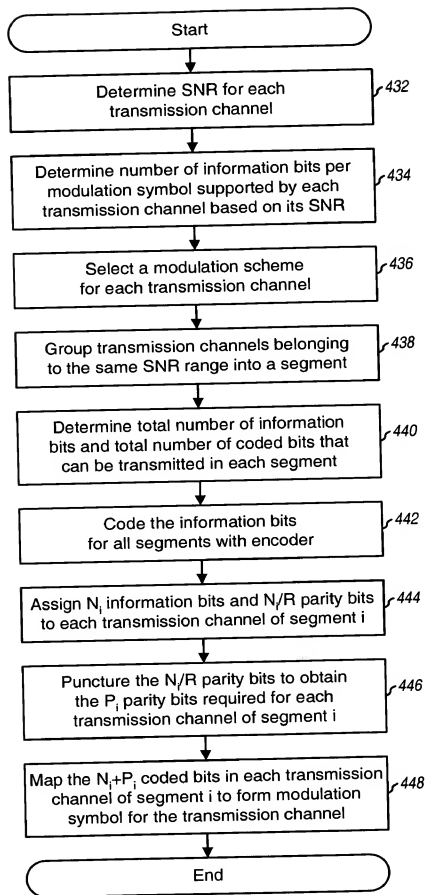 Start
Determine SNR for each
transmission channel
432
Determine number of information bits per
modulation symbol supported by each
transmission channel based on its SNR
434
Select a modulation scheme
for each transmission channel
436
Group transmission channels belonging
to the same SNR range into a segment
438
Determine total number of information
bits and total number of coded bits that
can be transmitted in each segment
440
Code the information bits
for all segments with encoder
442
Assign Nᵢ information bits and Nᵢ/R parity bits
to each transmission channel of segment i
444
Puncture the Nᵢ/R parity bits to obtain
the Pᵢ parity bits required for each
transmission channel of segment i
446
Map the Nᵢ+Pᵢ coded bits in each transmission
channel of segment i to form modulation
symbol for the transmission channel
448
End